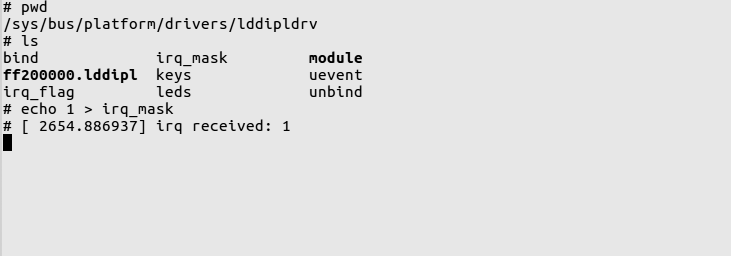 # pwd
/sys/bus/platform/drivers/lddipldrv
# ls
bind             irq_mask         module
ff200000.lddipl  keys             uevent
irq_flag         leds             unbind
# echo 1 > irq_mask
# [ 2654.886937] irq received: 1